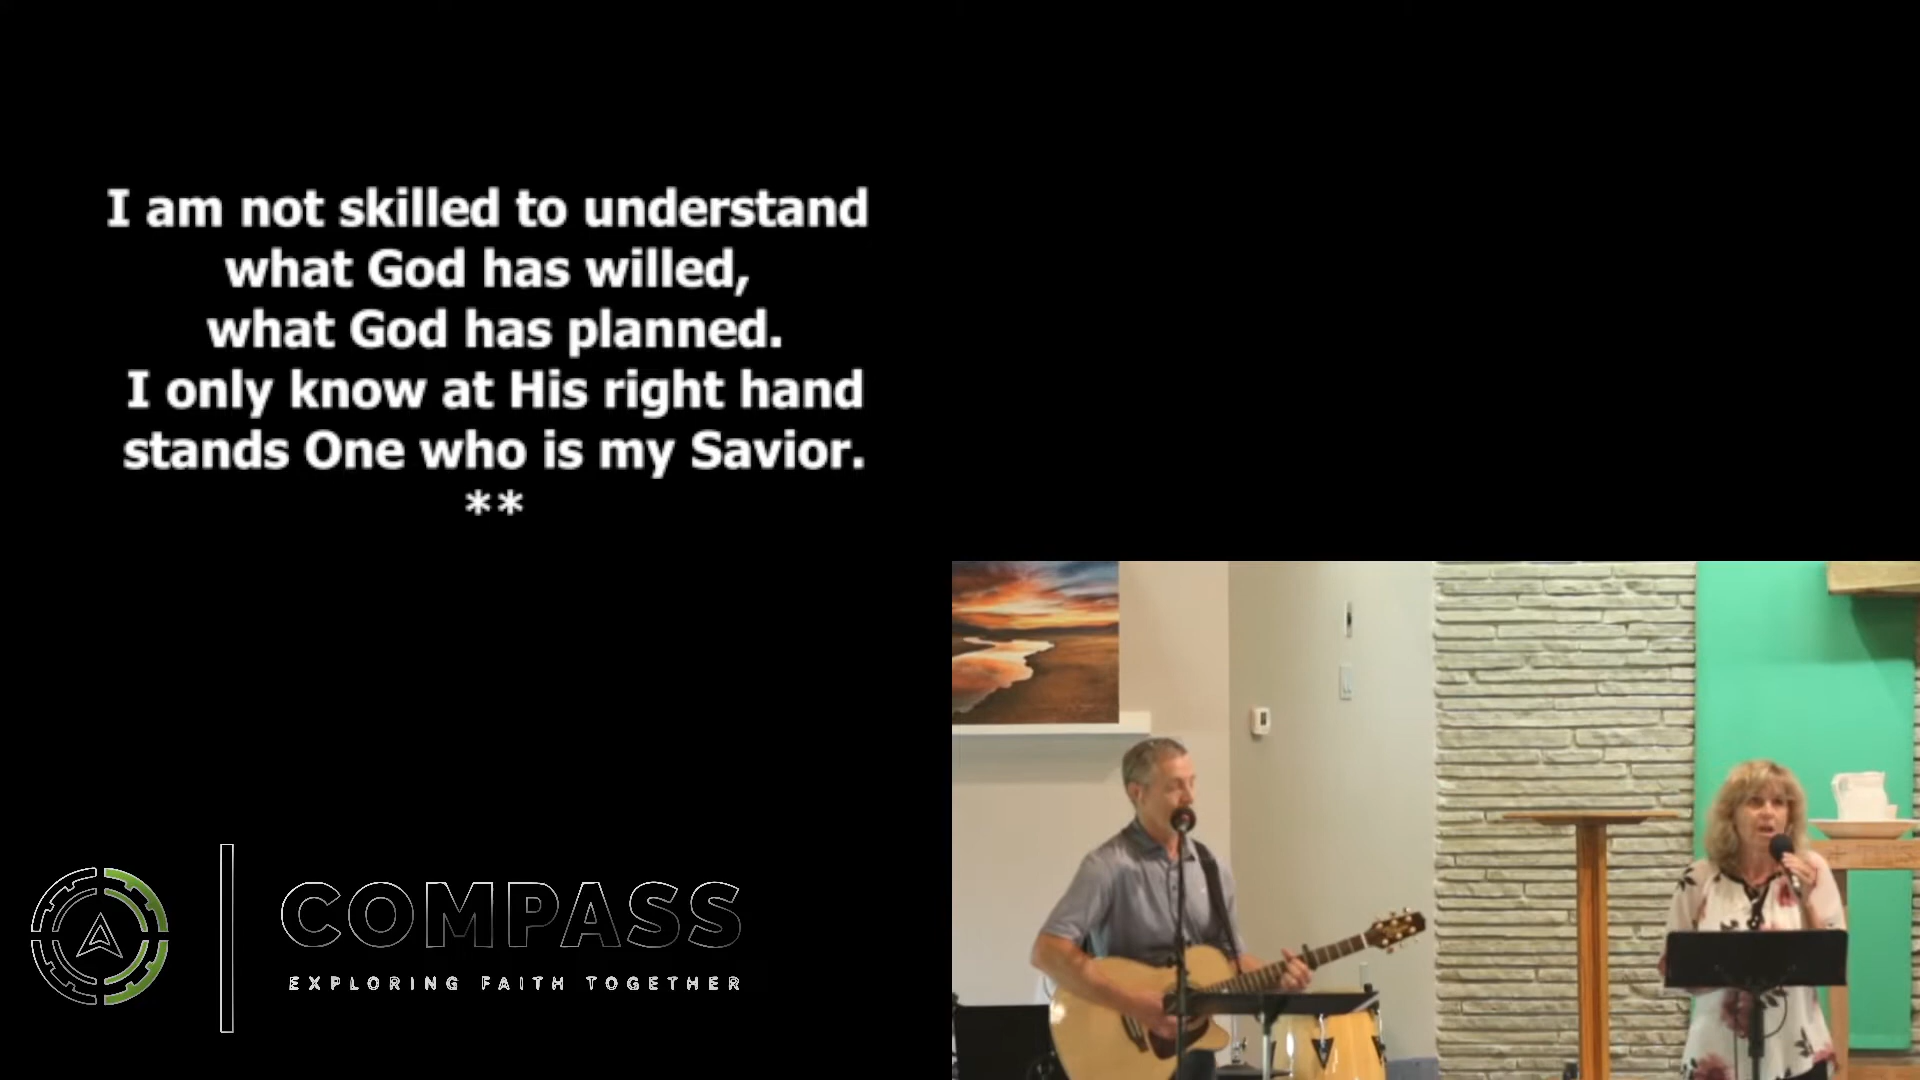 I am not skilled to understand
what God has willed,
what God has planned.
I only know at His right hand
stands One who is my Savior.
**
COMPASS
EXPLORING FAITH TOGETHER